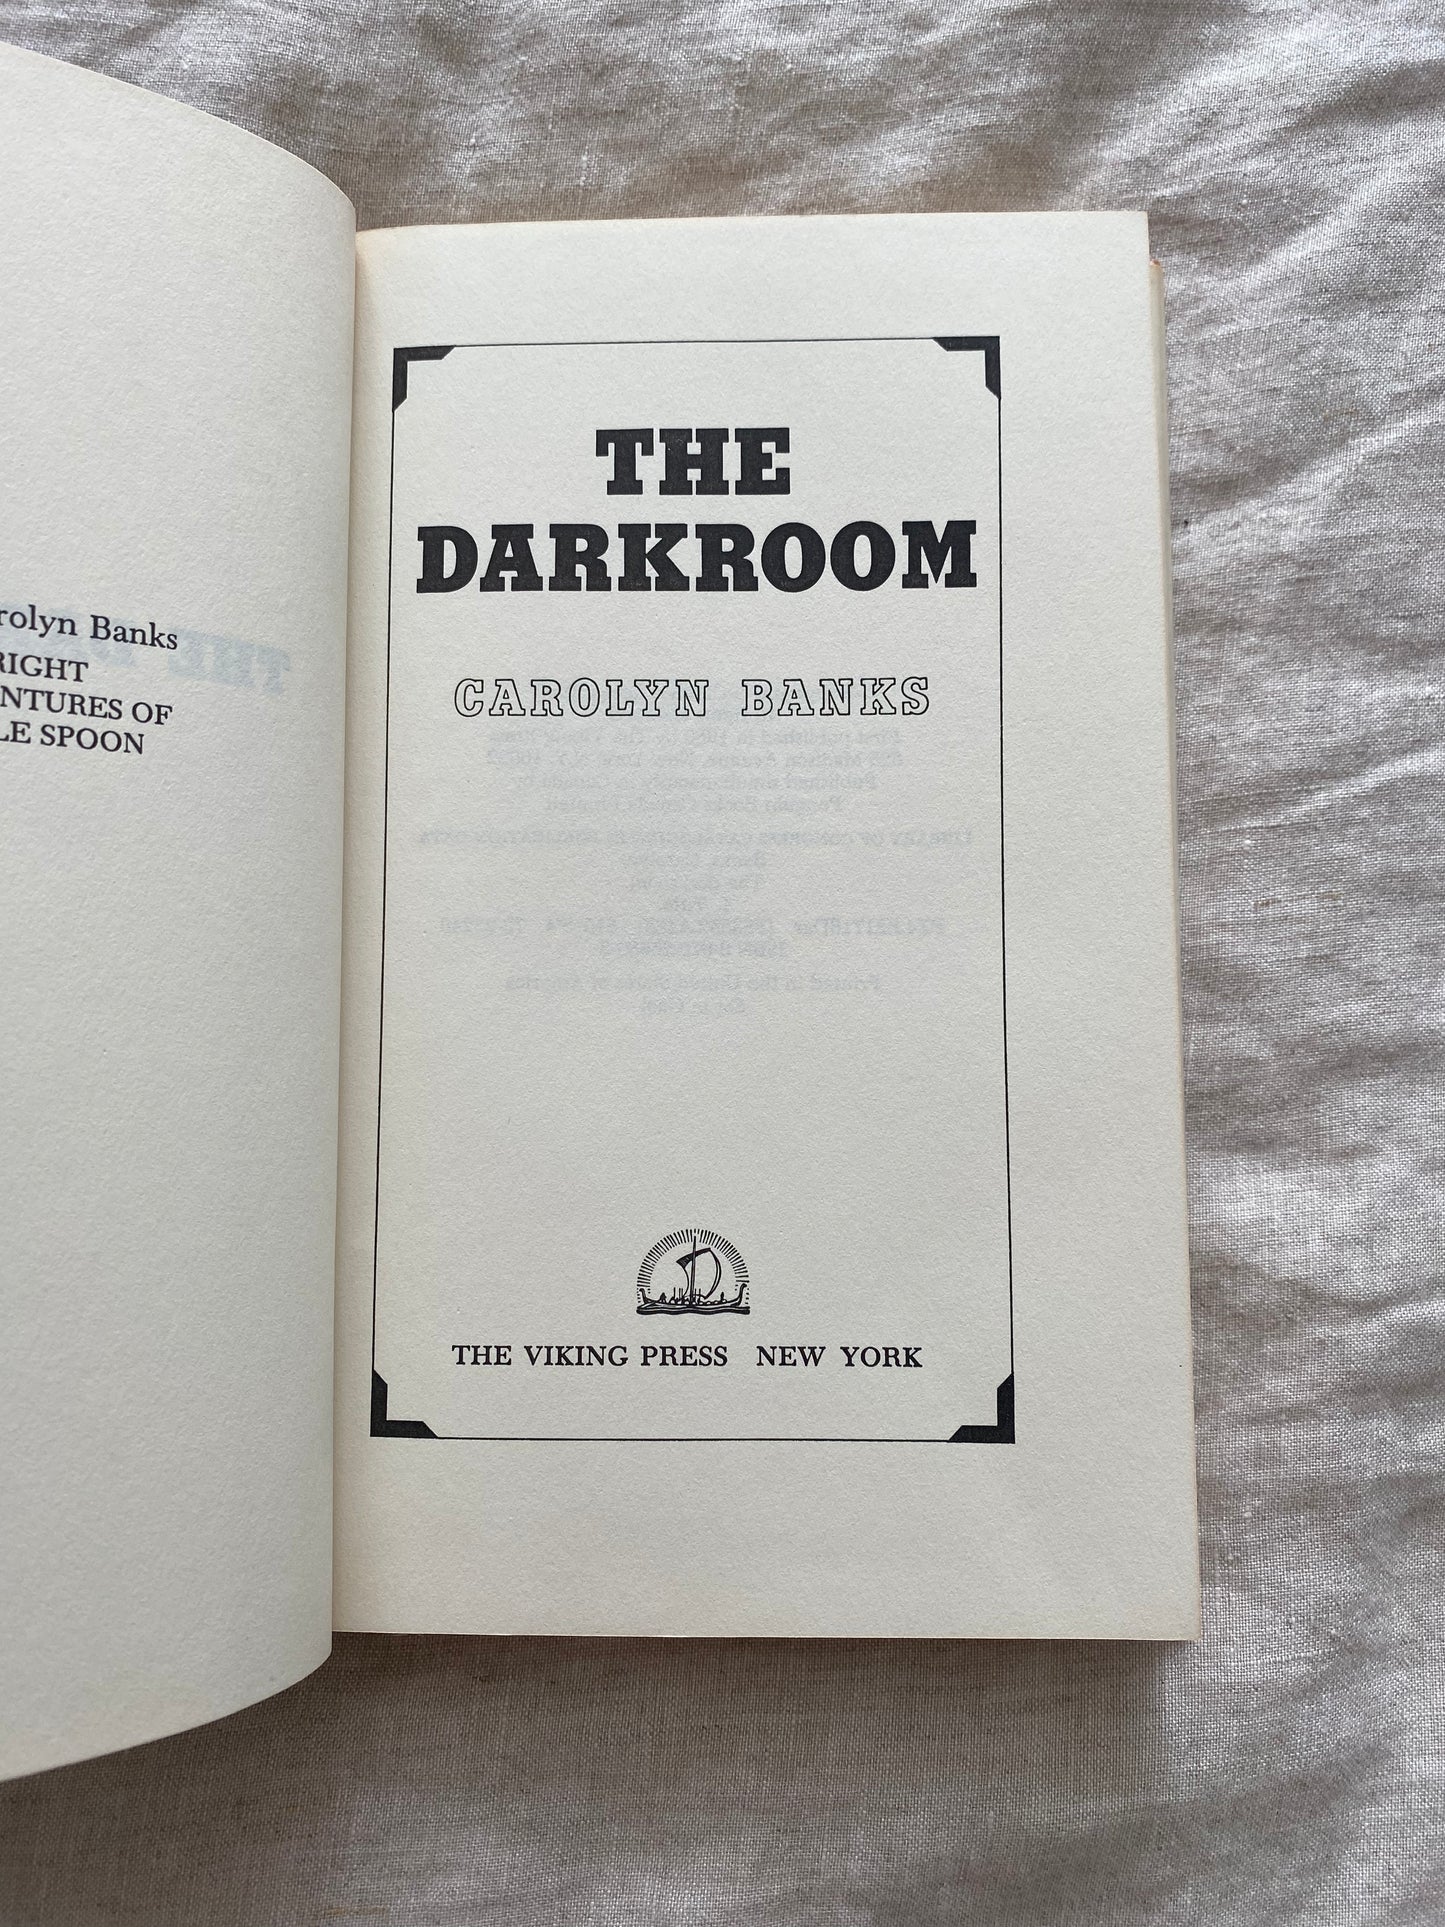 rolyn Banks
RIGHT
NTURES OF
LE SPOON
THE
DARKROOM
CAROLYN BANKS
THE VIKING PRESS NEW YORK